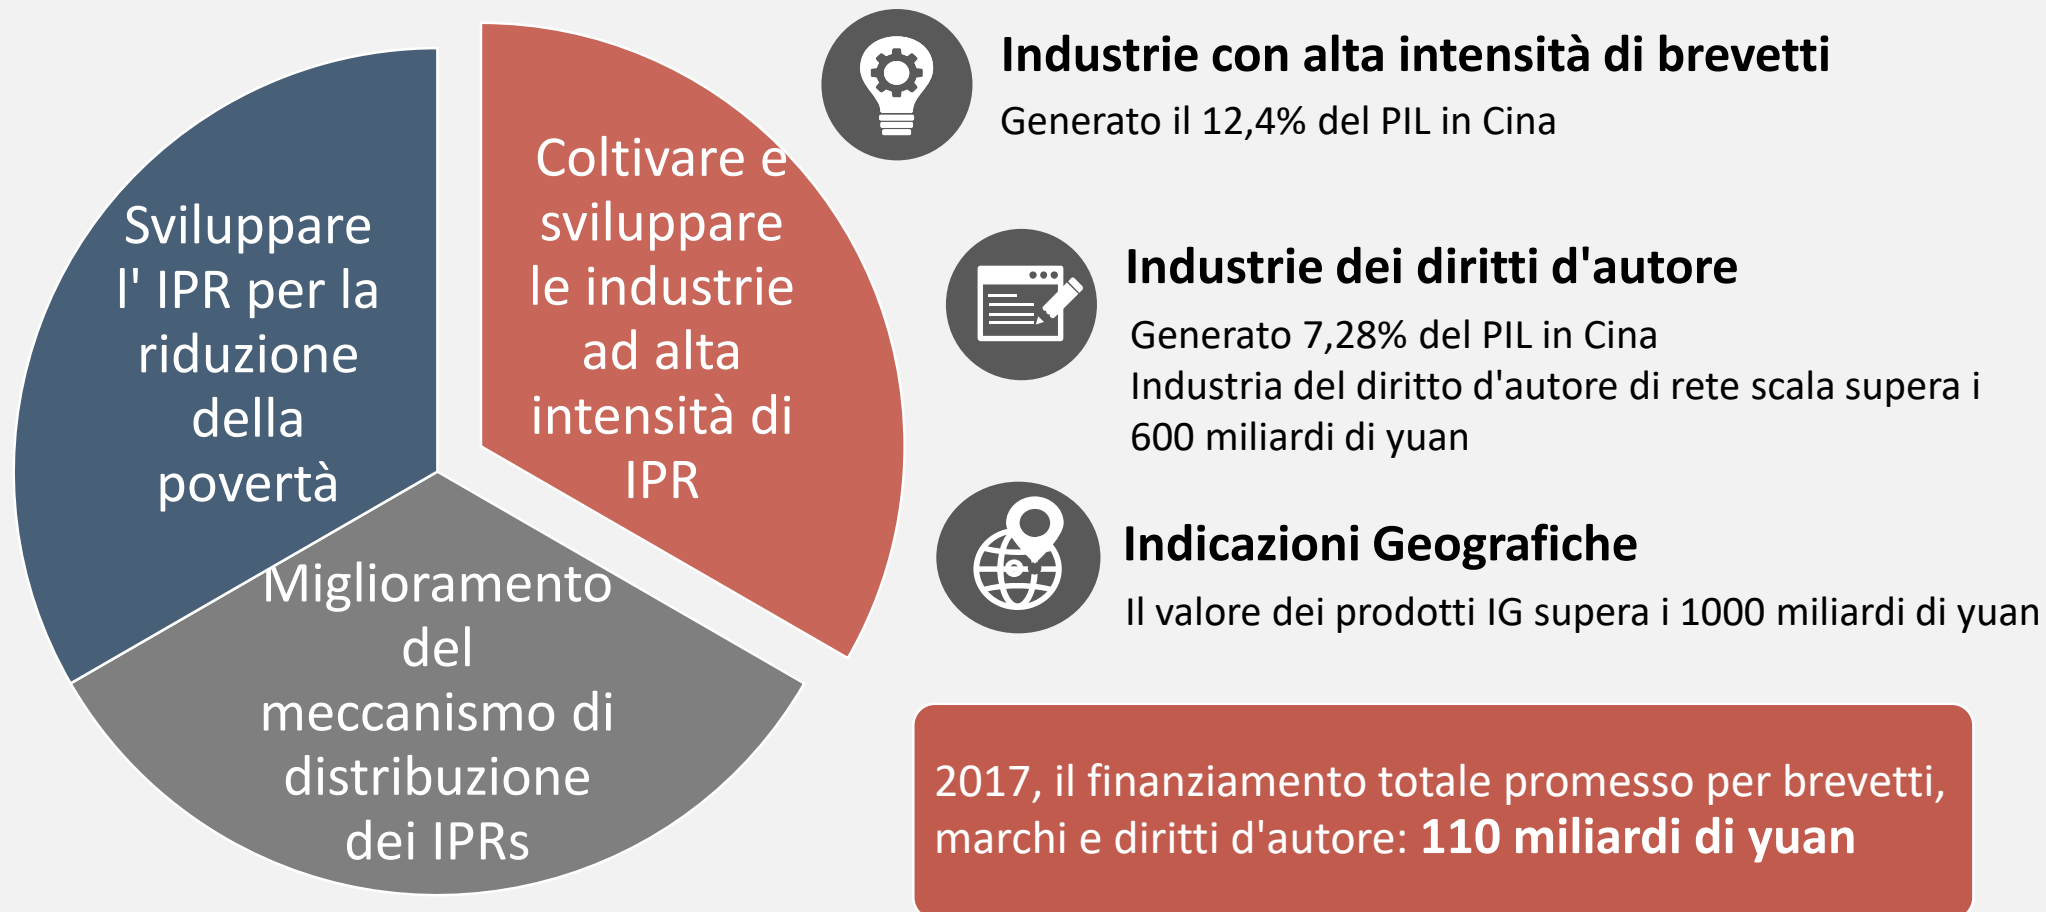 Sviluppare
l' IPR per la
riduzione
della
povertà
Coltivare e
sviluppare
le industrie
ad alta
intensità di
IPR
Miglioramento
del
meccanismo di
distribuzione
dei IPRs
Industrie con alta intensità di brevetti
Generato il 12,4% del PIL in Cina
Industrie dei diritti d'autore
Generato 7,28% del PIL in Cina
Industria del diritto d'autore di rete scala supera i
600 miliardi di yuan
Indicazioni Geografiche
Il valore dei prodotti IG supera i 1000 miliardi di yuan
2017, il finanziamento totale promesso per brevetti,
marchi e diritti d'autore: 110 miliardi di yuan